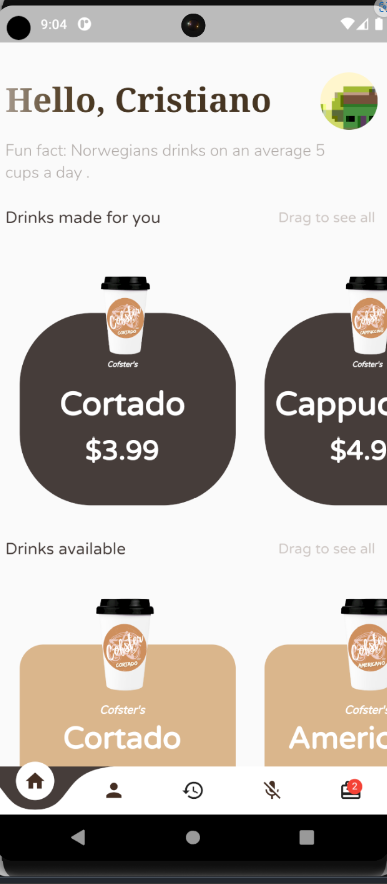 9:04
Hello, Cristiano
Fun fact: Norwegians drinks on an average 5
cups a day .
Drinks made for you
Drag to see all
Cofster's
Cofster's
Cortado
Cappuc
$3.99
$4.9
Drinks available
Drag to see all
CORTADO
AMERICANO
Cofster's
Cofster's
Cortado
Americ
2